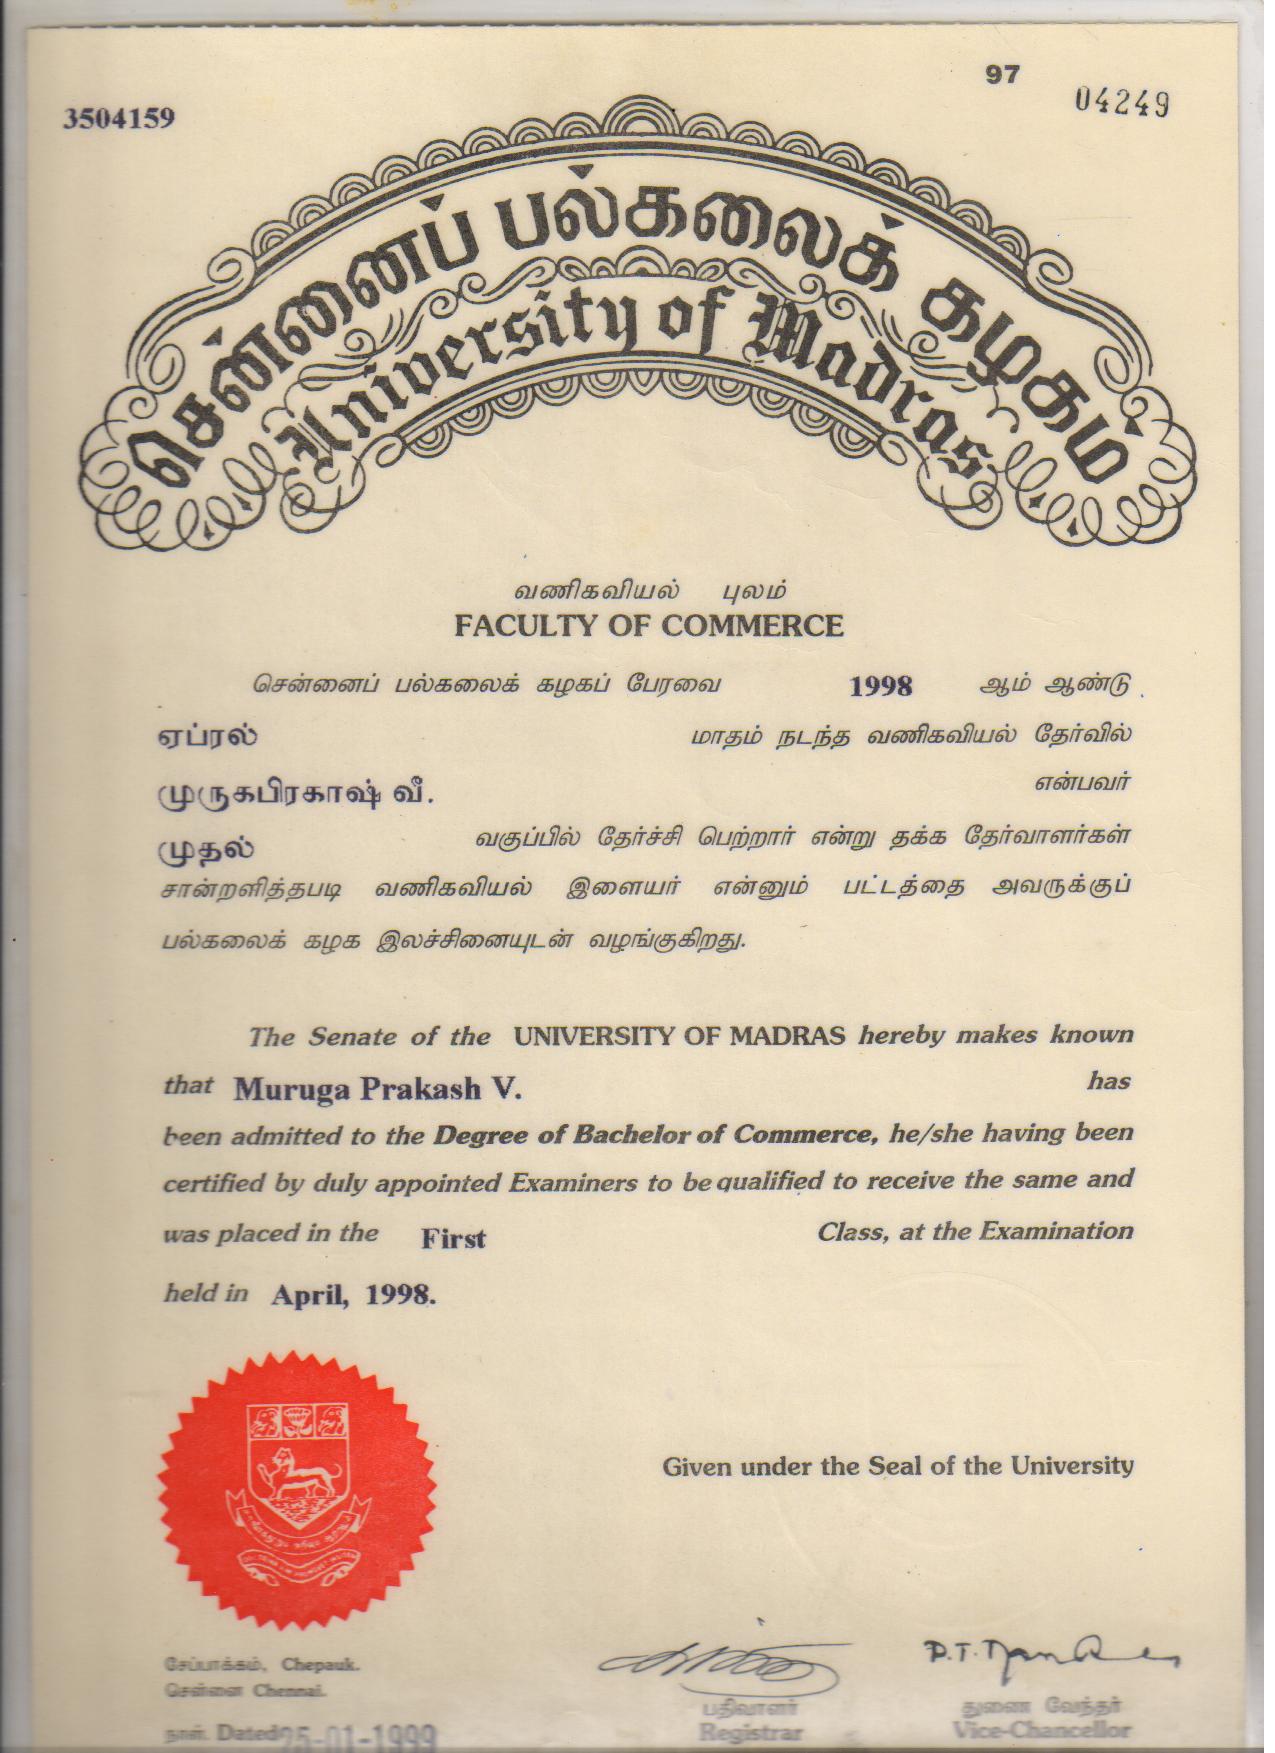 97
04249
3504159
சென்னைப் பல்கலைக் கழகம்
University of Madras
வணிகவியல் புலம்
FACULTY OF COMMERCE
சென்னைப் பல்கலைக் கழகப் பேரவை 1998 ஆம் ஆண்டு
ஏப்ரல் மாதம் நடந்த வணிகவியல் தேர்வில்
முருகபிரகாஷ் வீ. என்பவர்
முதல் வகுப்பில் தேர்ச்சி பெற்றார் என்று தக்க தேர்வாளர்கள்
சான்றளித்தபடி வணிகவியல் இளையர் என்னும் பட்டத்தை அவருக்குப்
பல்கலைக் கழக இலச்சினையுடன் வழங்குகிறது.
The Senate of the UNIVERSITY OF MADRAS hereby makes known
that Muruga Prakash V. has
been admitted to the Degree of Bachelor of Commerce, he/she having been
certified by duly appointed Examiners to be qualified to receive the same and
was placed in the First Class, at the Examination
held in April, 1998.
Given under the Seal of the University
சேப்பாக்கம், Chepauk.
சென்னை Chennai.
நாள். Dated 25-01-1999
பதிவாளர்
Registrar
துணை வேந்தர்
Vice-Chancellor